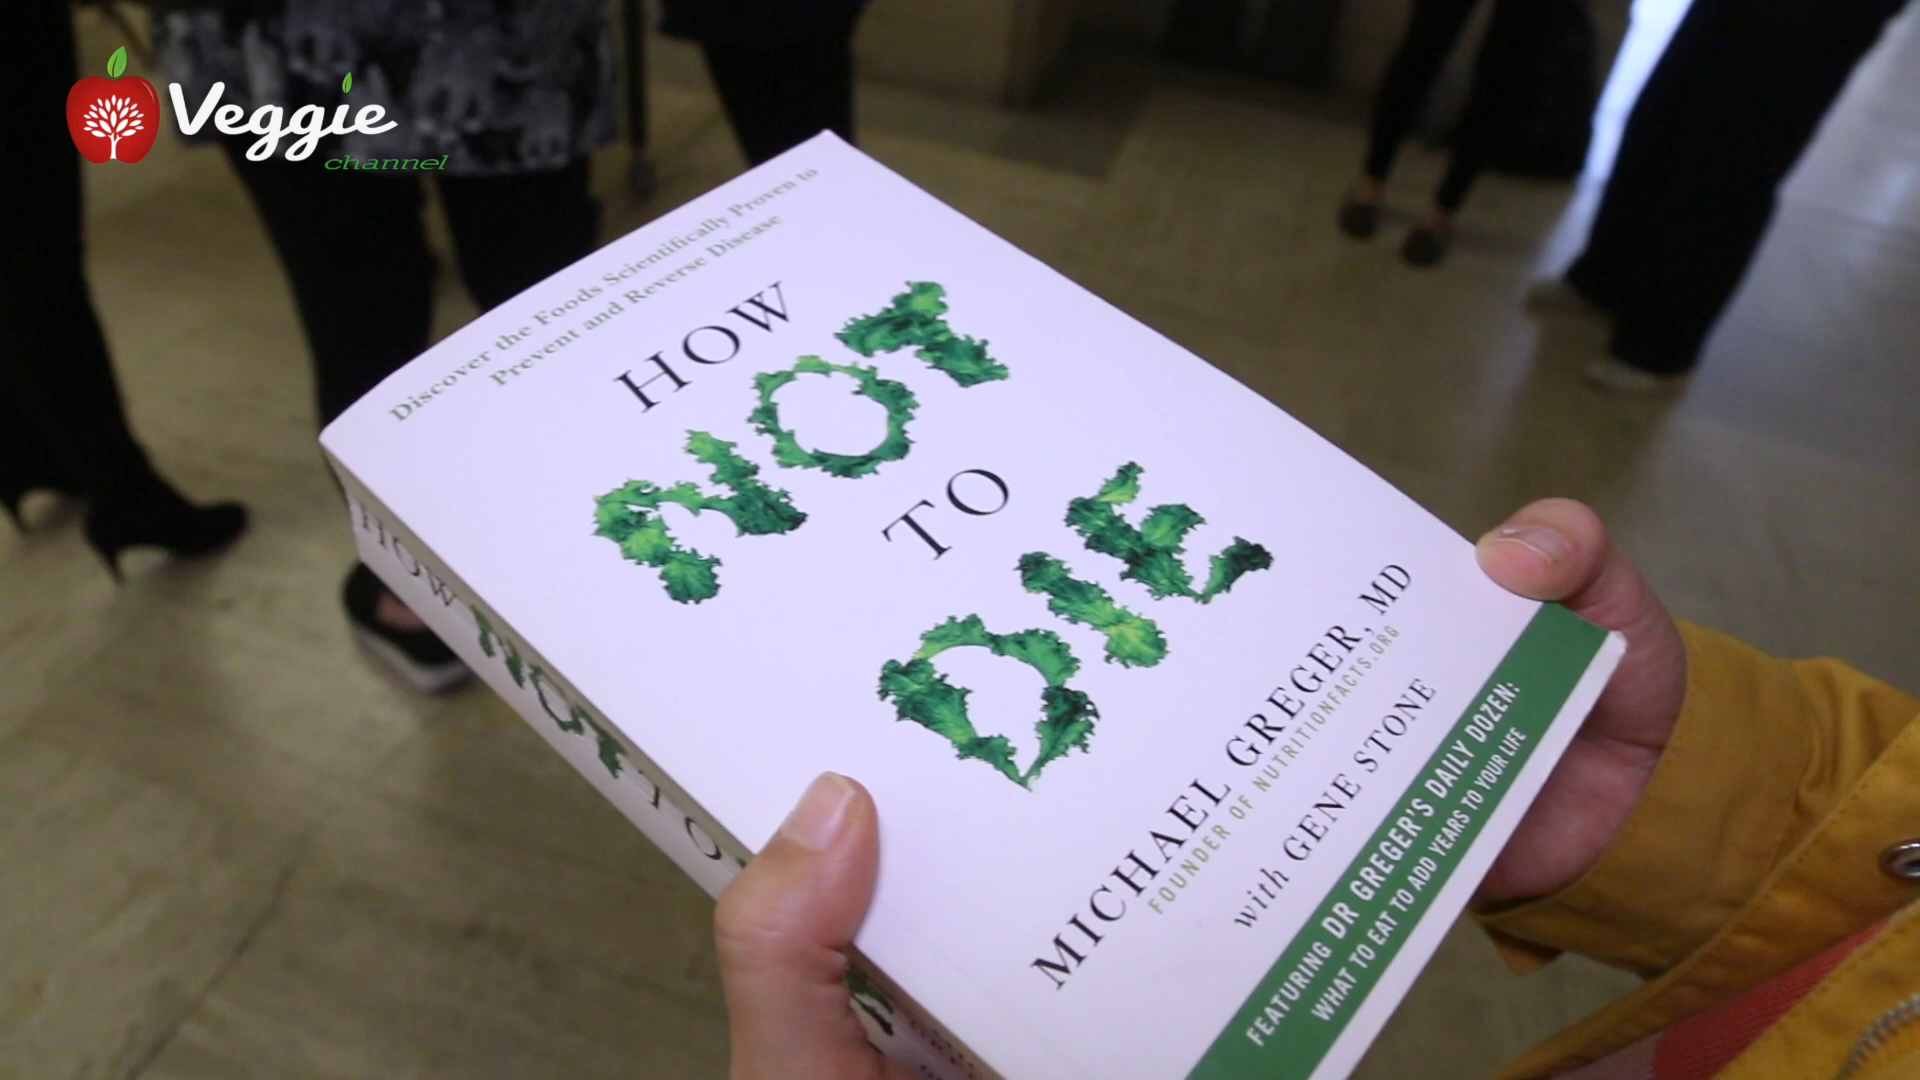 Veggie
channel
Discover the Foods Scientifically Proven to
Prevent and Reverse Disease
HOW
NOT
TO
DIE
MICHAEL GREGER, MD
FOUNDER OF NUTRITIONFACTS.ORG
with GENE STONE
FEATURING DR GREGER'S DAILY DOZEN:
WHAT TO EAT TO ADD YEARS TO YOUR LIFE
HOW NOT TO